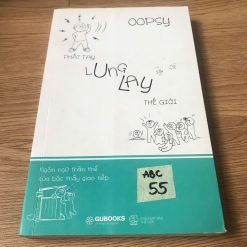 OOPSY
PHẨY TAY
LUNG LAY
THẾ GIỚI
Ngôn ngữ thân thể
của bậc thầy giao tiếp
ABC
55
GUBOOKS